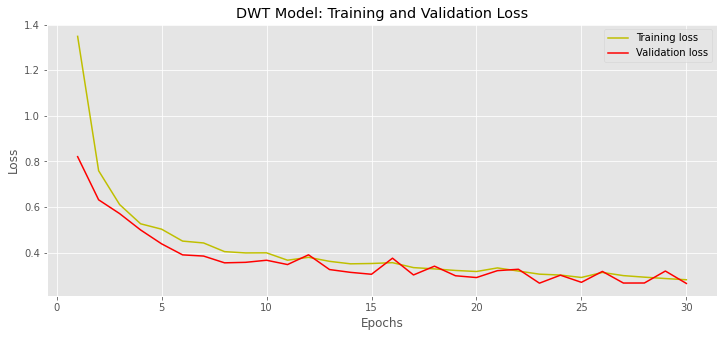 DWT Model: Training and Validation Loss
Training loss
Validation loss
Loss
1.4
1.2
1.0
0.8
0.6
0.4
0 5 10 15 20 25 30
Epochs